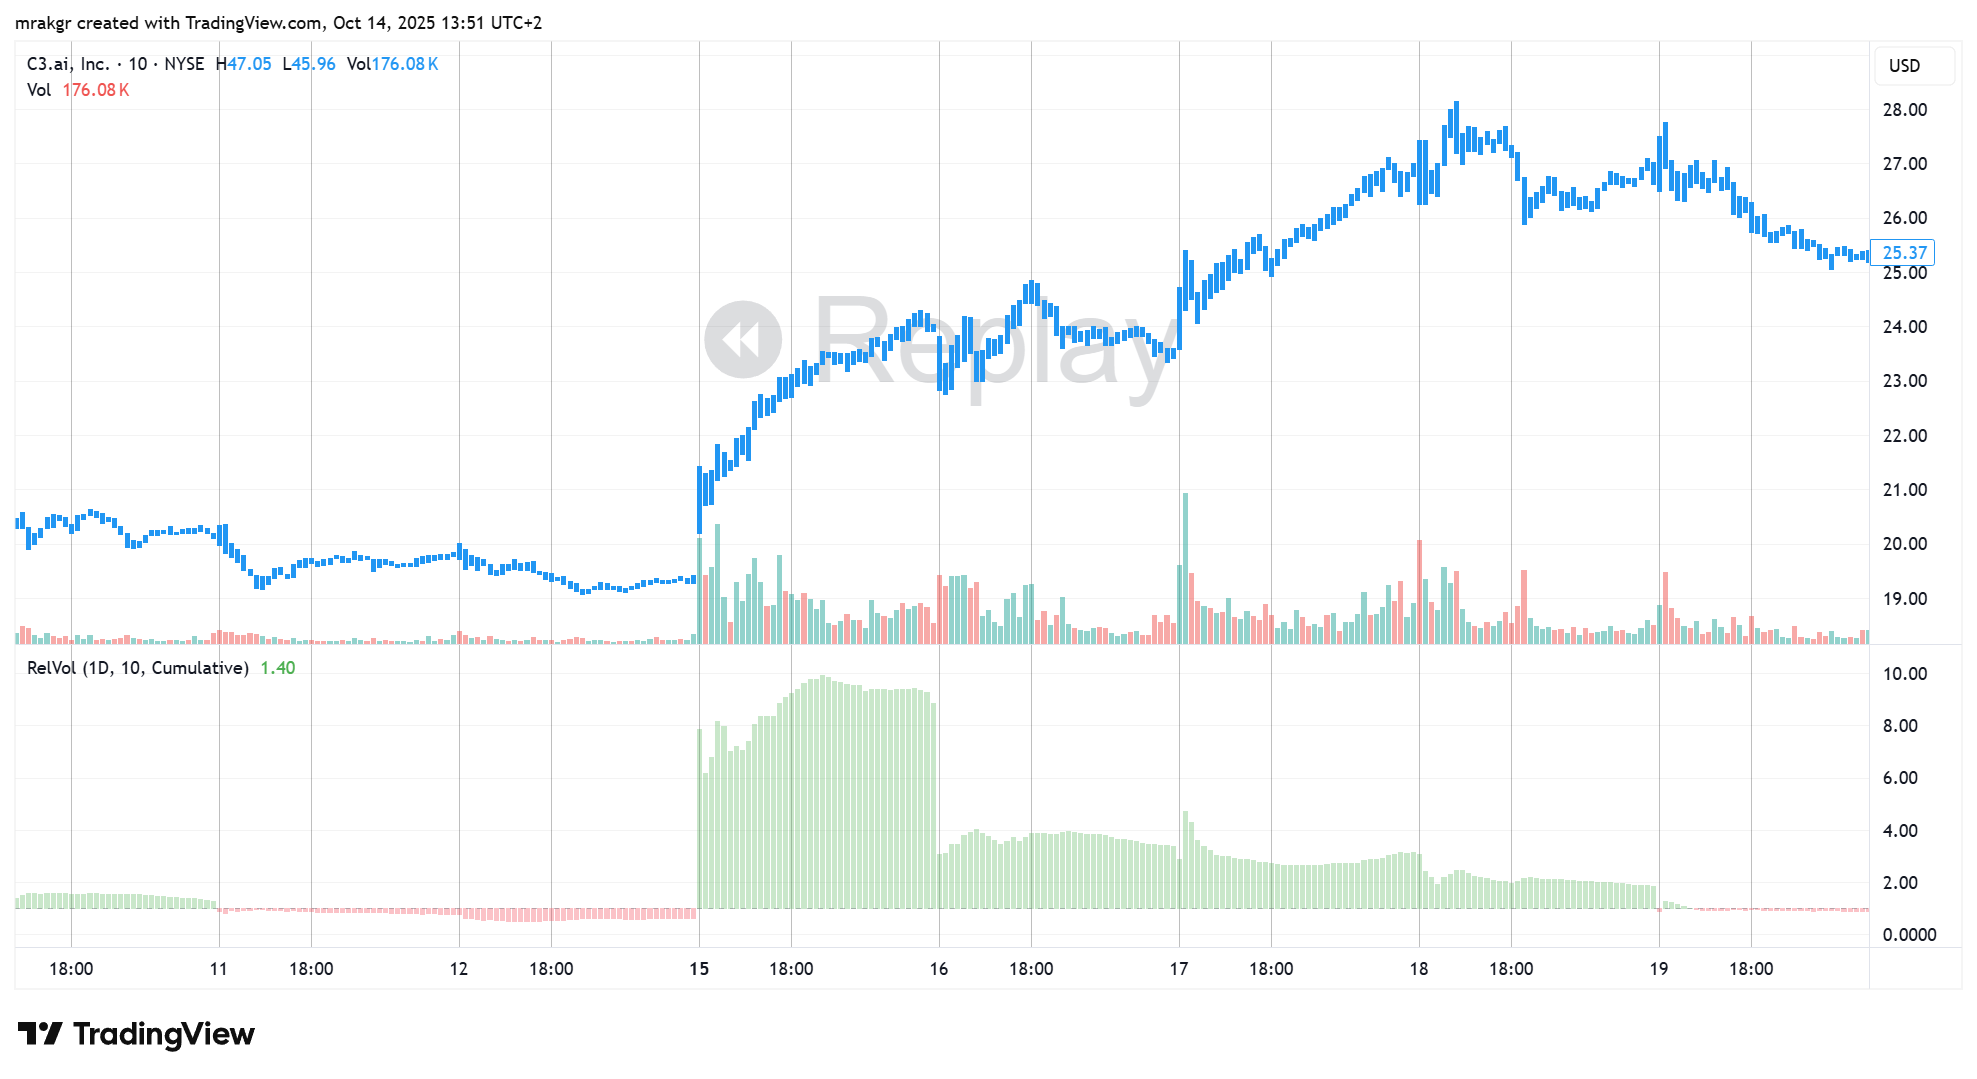 mrakgr created with TradingView.com, Oct 14, 2025 13:51 UTC+2
C3.ai, Inc. · 10 · NYSE H47.05 L45.96 Vol176.08 K
Vol 176.08 K
USD
28.00
27.00
26.00
25.37
25.00
24.00
23.00
22.00
21.00
20.00
19.00
Replay
RelVol (1D, 10, Cumulative) 1.40
10.00
8.00
6.00
4.00
2.00
0.0000
18:00 11 18:00 12 18:00 15 18:00 16 18:00 17 18:00 18 18:00 19 18:00
TradingView